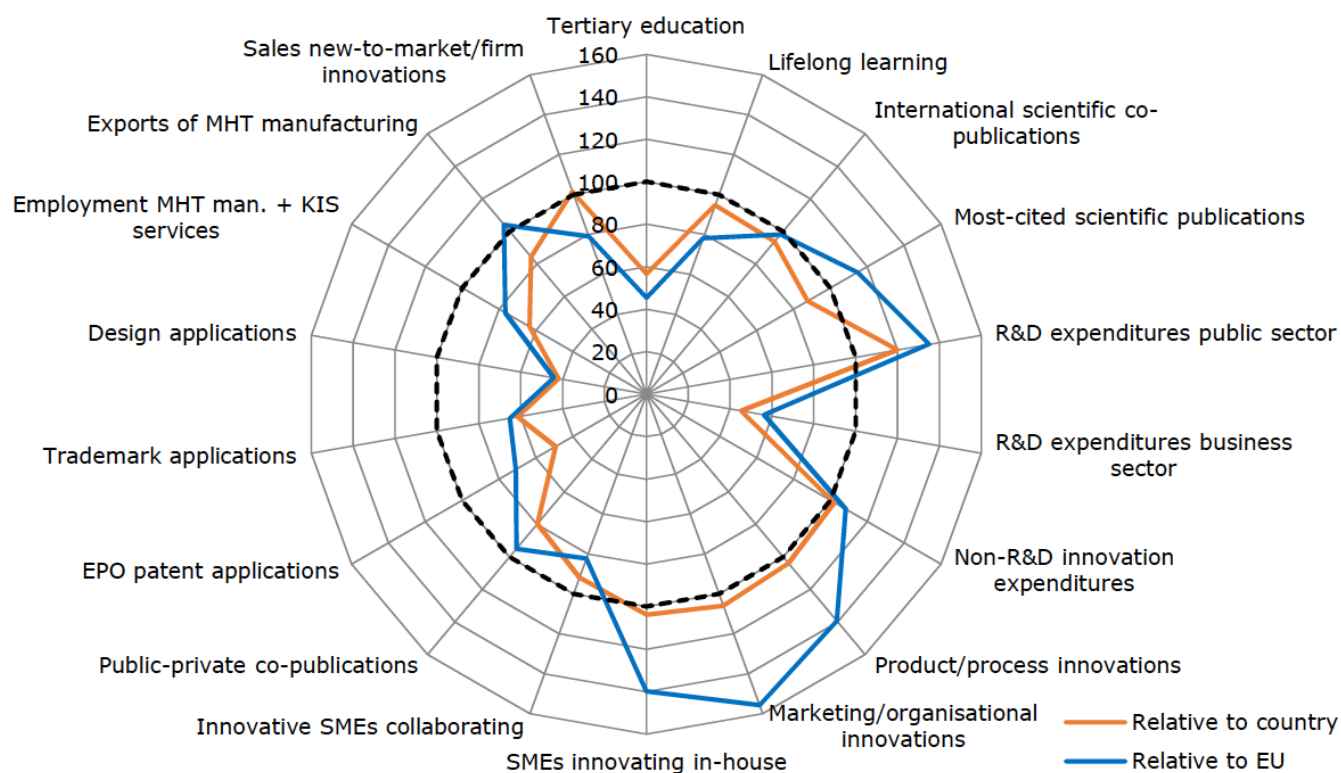 Tertiary education
Lifelong learning
International scientific co-
publications
Most-cited scientific publications
R&D expenditures public sector
R&D expenditures business
sector
Non-R&D innovation
expenditures
Product/process innovations
Marketing/organisational
innovations
SMEs innovating in-house
Innovative SMEs collaborating
Public-private co-publications
EPO patent applications
Trademark applications
Design applications
Employment MHT man. + KIS
services
Exports of MHT manufacturing
Sales new-to-market/firm
innovations
160
140
120
100
80
60
40
20
0
Relative to country
Relative to EU